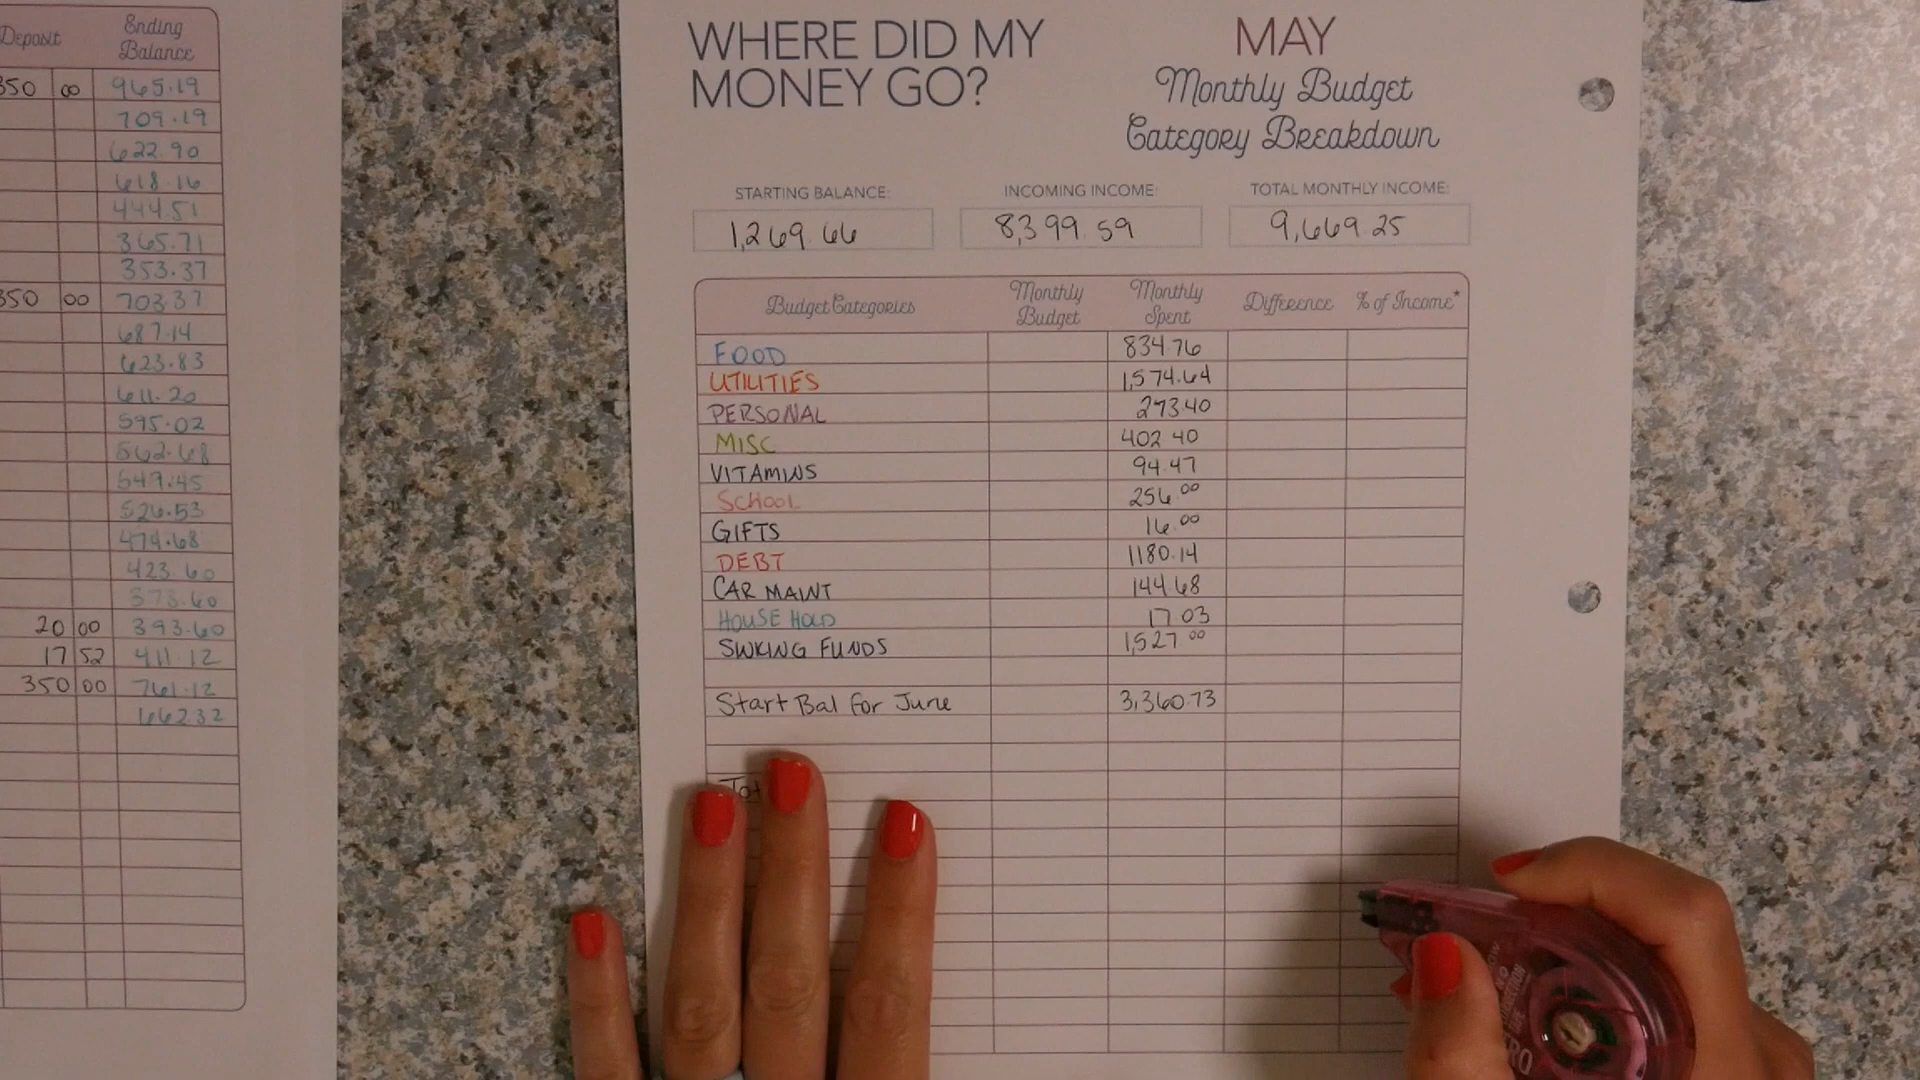 Deposit
Ending
Balance
350 00 965.19
709.19
622.90
618.16
444.51
365.71
353.37
350 00 703.37
687.14
623.83
611.20
595.02
562.68
549.45
526.53
474.68
423.60
373.60
20 00 393.60
17 52 411.12
350 00 761.12
662.32
WHERE DID MY
MONEY GO?
MAY
Monthly Budget
Category Breakdown
STARTING BALANCE:
INCOMING INCOME:
TOTAL MONTHLY INCOME:
1,269.66
8,399.59
9,669.25
Budget Categories
Monthly Budget
Monthly Spent
Difference
% of Income*
FOOD 834.76
UTILITIES 1,574.64
PERSONAL 273.40
MISC 402.40
VITAMINS 94.47
SCHOOL 256.00
GIFTS 16.00
DEBT 1180.14
CAR MAINT 144.68
HOUSE HOLD 17.03
SINKING FUNDS 1,527.00
Start Bal for June 3,360.73
Tot